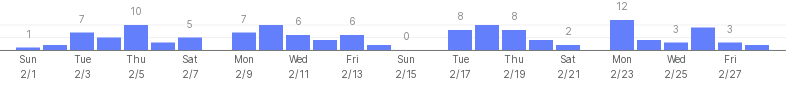 1 7 10 5 7 6 6 0 8 8 2 12 3 3
Sun Tue Thu Sat Mon Wed Fri Sun Tue Thu Sat Mon Wed Fri
2/1 2/3 2/5 2/7 2/9 2/11 2/13 2/15 2/17 2/19 2/21 2/23 2/25 2/27